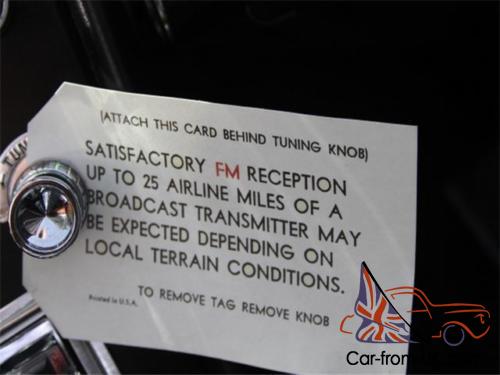 (ATTACH THIS CARD BEHIND TUNING KNOB)
SATISFACTORY FM RECEPTION
UP TO 25 AIRLINE MILES OF A
BROADCAST TRANSMITTER MAY
BE EXPECTED DEPENDING ON
LOCAL TERRAIN CONDITIONS.
TO REMOVE TAG REMOVE KNOB
Printed in U.S.A.
TUN
Car-from